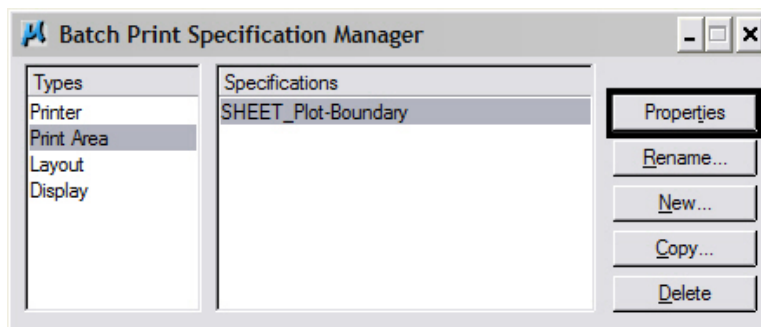 Batch Print Specification Manager
Types
Printer
Print Area
Layout
Display
Specifications
SHEET_Plot-Boundary
Properties
Rename...
New...
Copy...
Delete